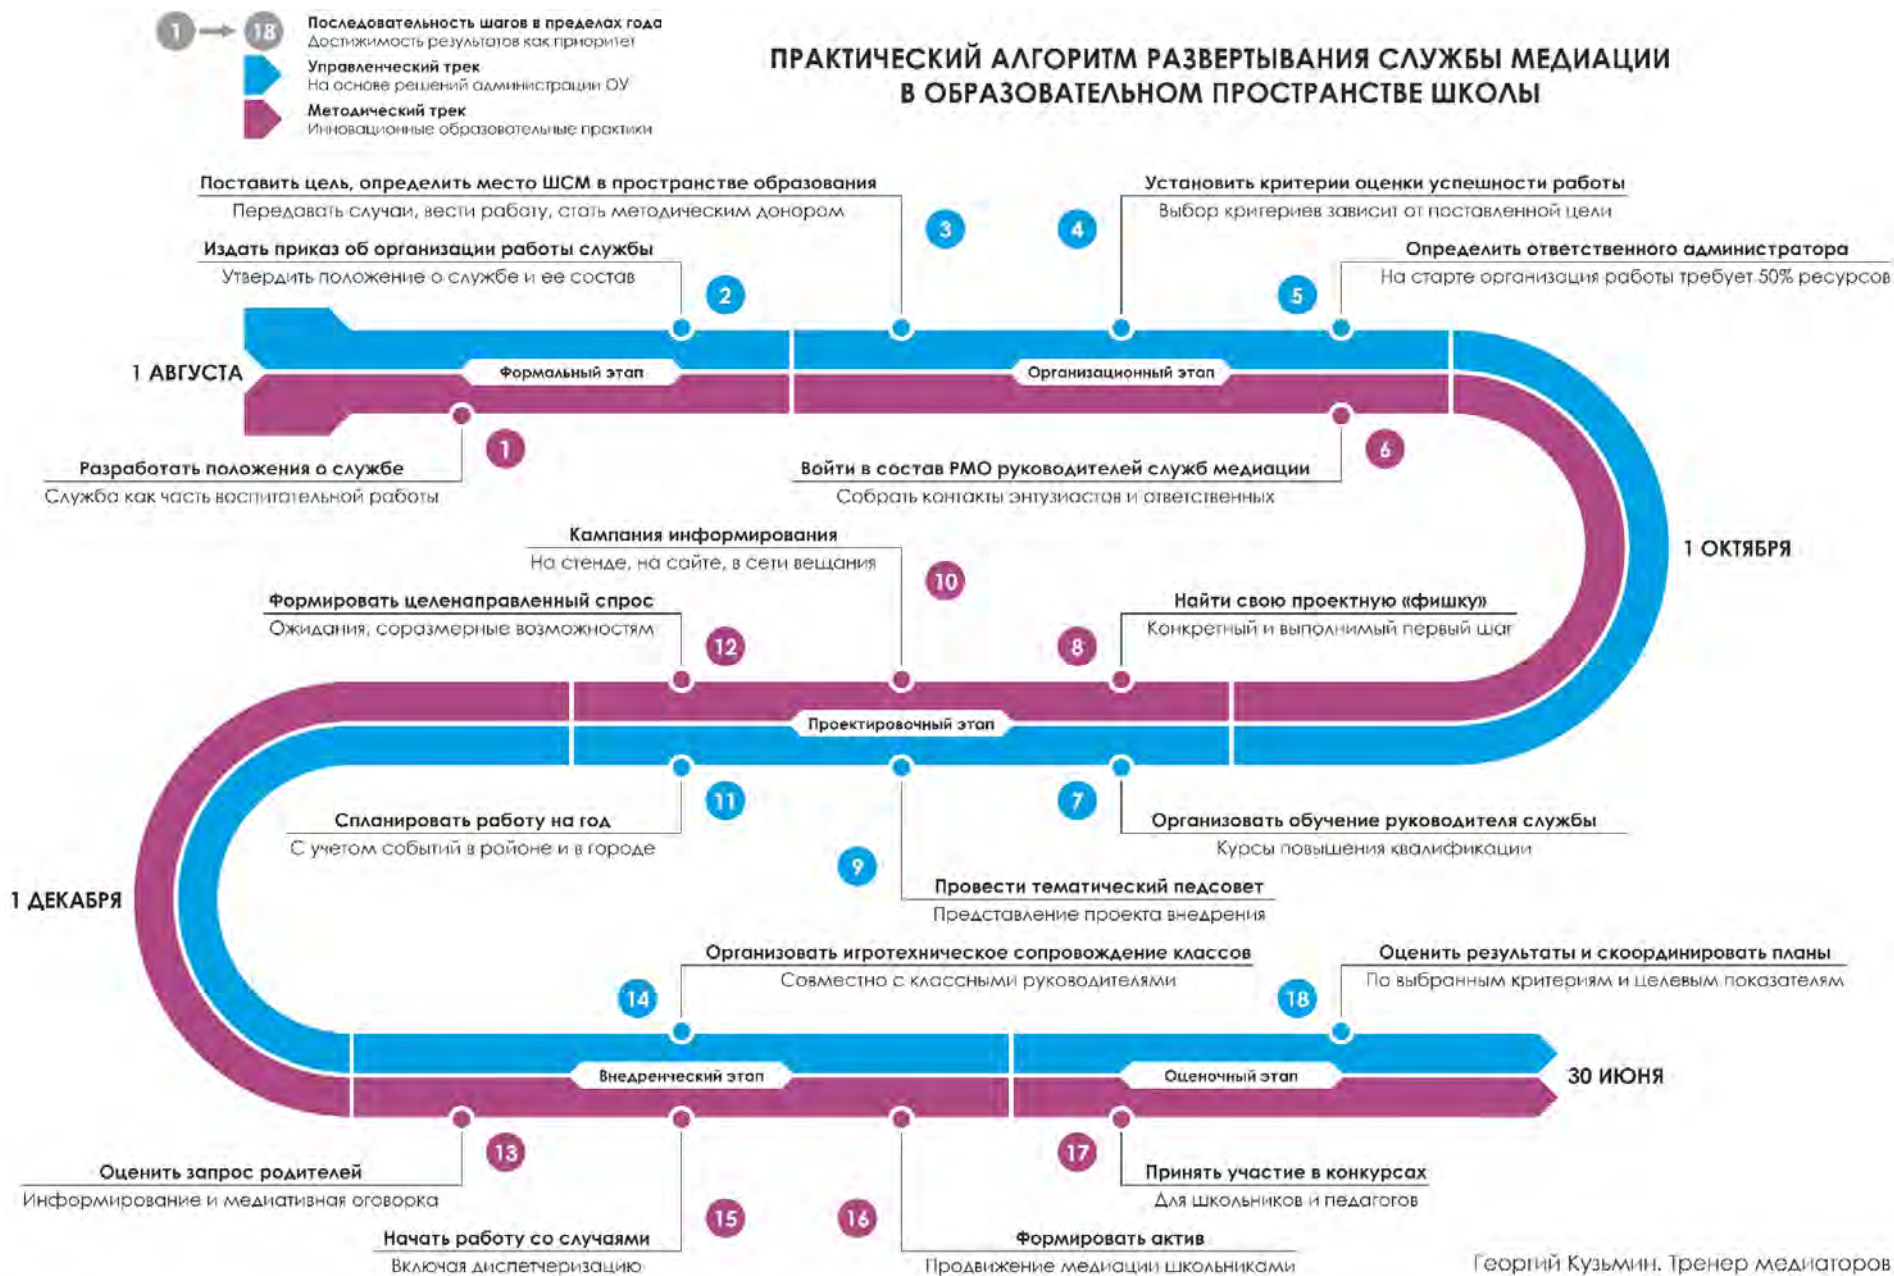 1 → 18
Последовательность шагов в пределах года
Достижимость результатов как приоритет
Управленческий трек
На основе решений администрации ОУ
Методический трек
Инновационные образовательные практики
ПРАКТИЧЕСКИЙ АЛГОРИТМ РАЗВЕРТЫВАНИЯ СЛУЖБЫ МЕДИАЦИИ
В ОБРАЗОВАТЕЛЬНОМ ПРОСТРАНСТВЕ ШКОЛЫ
Поставить цель, определить место ШСМ в пространстве образования
Передавать случаи, вести работу, стать методическим донором
3
4
Установить критерии оценки успешности работы
Выбор критериев зависит от поставленной цели
Издать приказ об организации работы службы
Утвердить положение о службе и ее состав
2
5
Определить ответственного администратора
На старте организация работы требует 50% ресурсов
1 АВГУСТА
Формальный этап
Организационный этап
1
Разработать положения о службе
Служба как часть воспитательной работы
6
Войти в состав РМО руководителей служб медиации
Собрать контакты энтузиастов и ответственных
1 ОКТЯБРЯ
Кампания информирования
На стенде, на сайте, в сети вещания
10
Формировать целенаправленный спрос
Ожидания, соразмерные возможностям
12
8
Найти свою проектную «фишку»
Конкретный и выполнимый первый шаг
Проектировочный этап
11
Спланировать работу на год
С учетом событий в районе и в городе
7
Организовать обучение руководителя службы
Курсы повышения квалификации
9
Провести тематический педсовет
Представление проекта внедрения
1 ДЕКАБРЯ
14
Организовать игротехническое сопровождение классов
Совместно с классными руководителями
18
Оценить результаты и скоординировать планы
По выбранным критериям и целевым показателям
Внедренческий этап
Оценочный этап
30 ИЮНЯ
13
Оценить запрос родителей
Информирование и медиативная оговорка
17
Принять участие в конкурсах
Для школьников и педагогов
15
Начать работу со случаями
Включая диспетчеризацию
16
Формировать актив
Продвижение медиации школьниками
Георгий Кузьмин. Тренер медиаторов